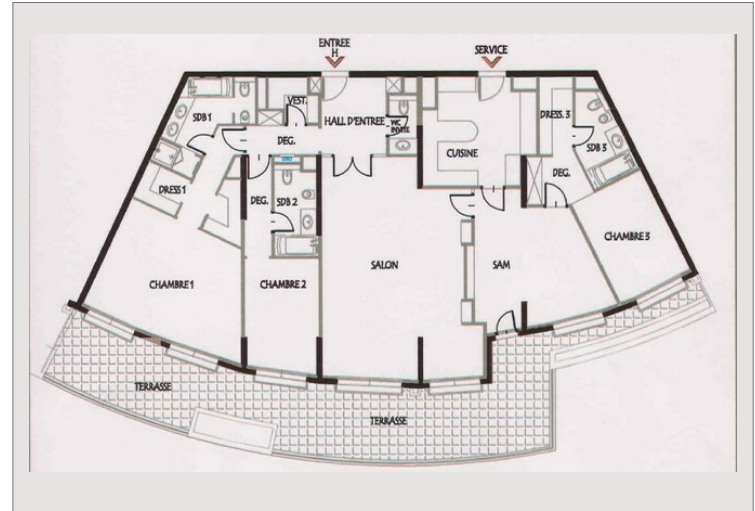 ENTREE
H
SERVICE
VEST.
SDB 1
HALL D'ENTREE
WC
INVITE
DRESS. 3
SDB 3
DEG.
CUISINE
DEG.
DRESS 1
DEG.
SDB 2
CHAMBRE 3
SALON
SAM
CHAMBRE 1
CHAMBRE 2
TERRASSE
TERRASSE